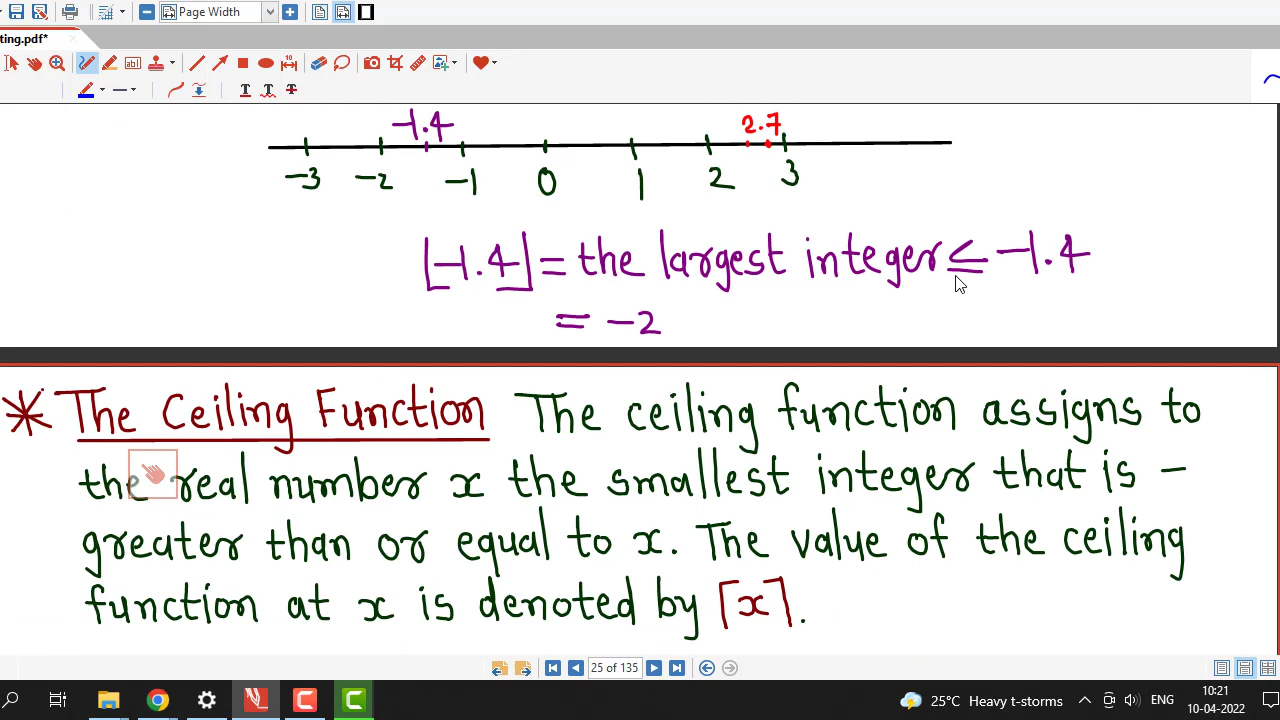 Page Width
ting.pdf*
10
T T T
-1.4 2.7
-3 -2 -1 0 1 2 3
⌊-1.4⌋ = the largest integer ≤ -1.4
= -2
* The Ceiling Function The ceiling function assigns to
the real number x the smallest integer that is -
greater than or equal to x. The value of the ceiling
function at x is denoted by ⌈x⌉.
25 of 135
25°C Heavy t-storms ENG 10:21
10-04-2022